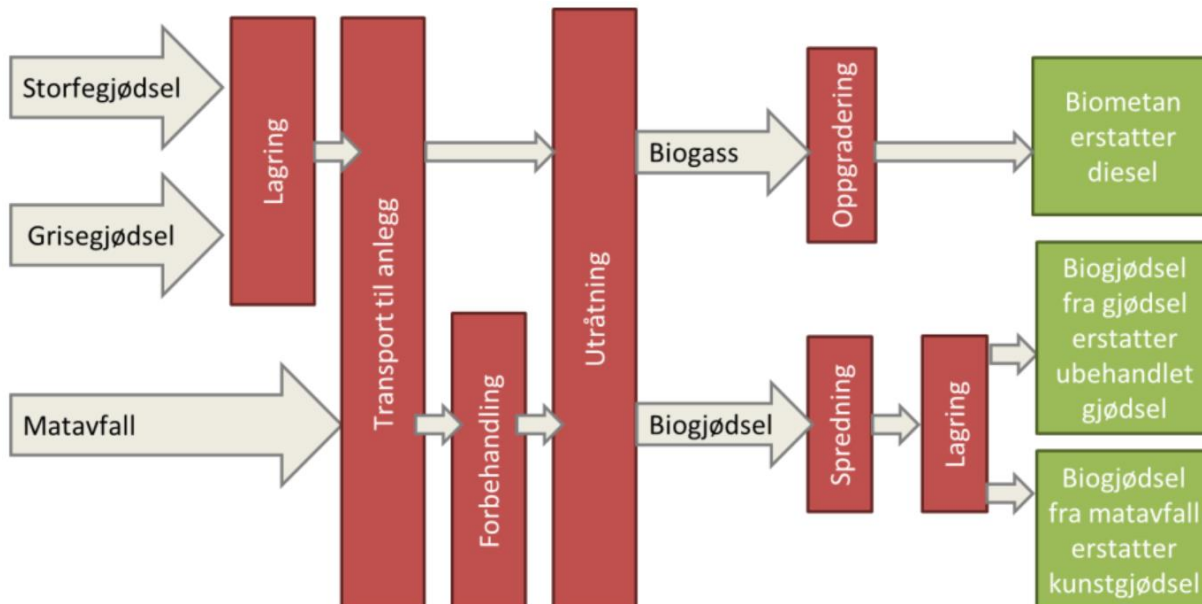 Storfegjødsel
Grisegjødsel
Matavfall
Lagring
Transport til anlegg
Forbehandling
Utråtning
Biogass
Oppgradering
Biometan
erstatter
diesel
Biogjødsel
Spredning
Lagring
Biogjødsel
fra gjødsel
erstatter
ubehandlet
gjødsel
Biogjødsel
fra matavfall
erstatter
kunstgjødsel